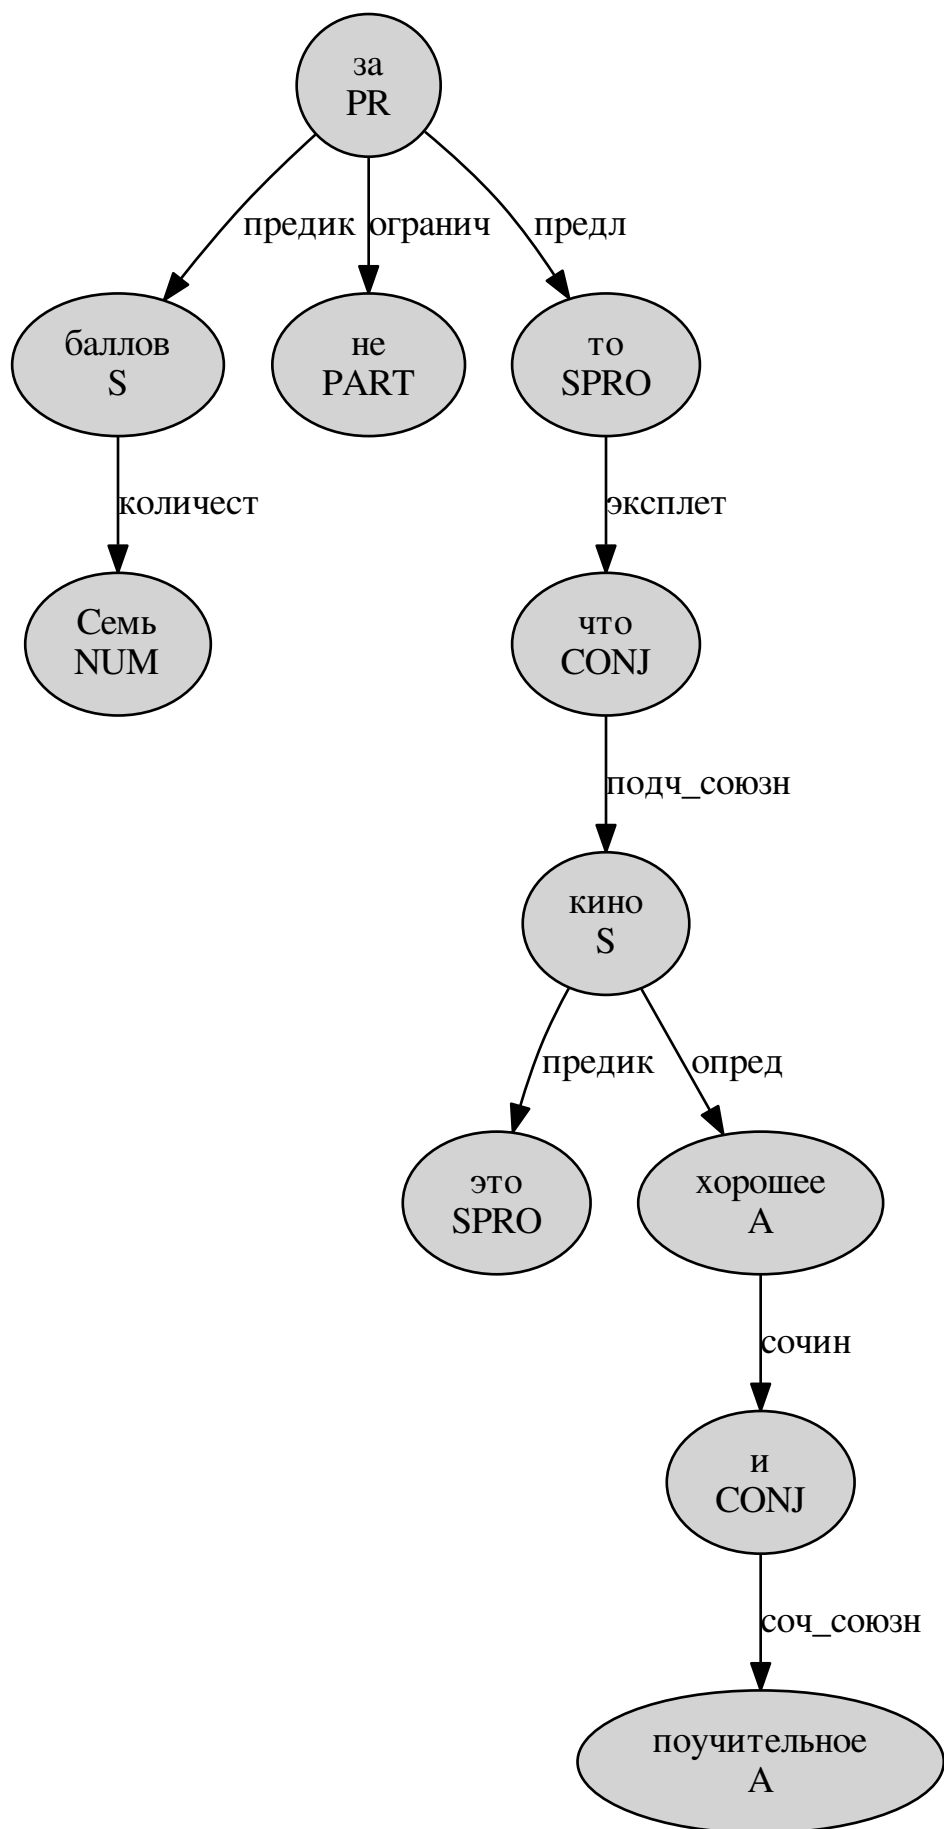 за
PR
предик
огранич
предл
баллов
S
не
PART
то
SPRO
количест
эксплет
Семь
NUM
что
CONJ
подч_союзн
кино
S
предик
опред
это
SPRO
хорошее
A
сочин
и
CONJ
соч_союзн
поучительное
A